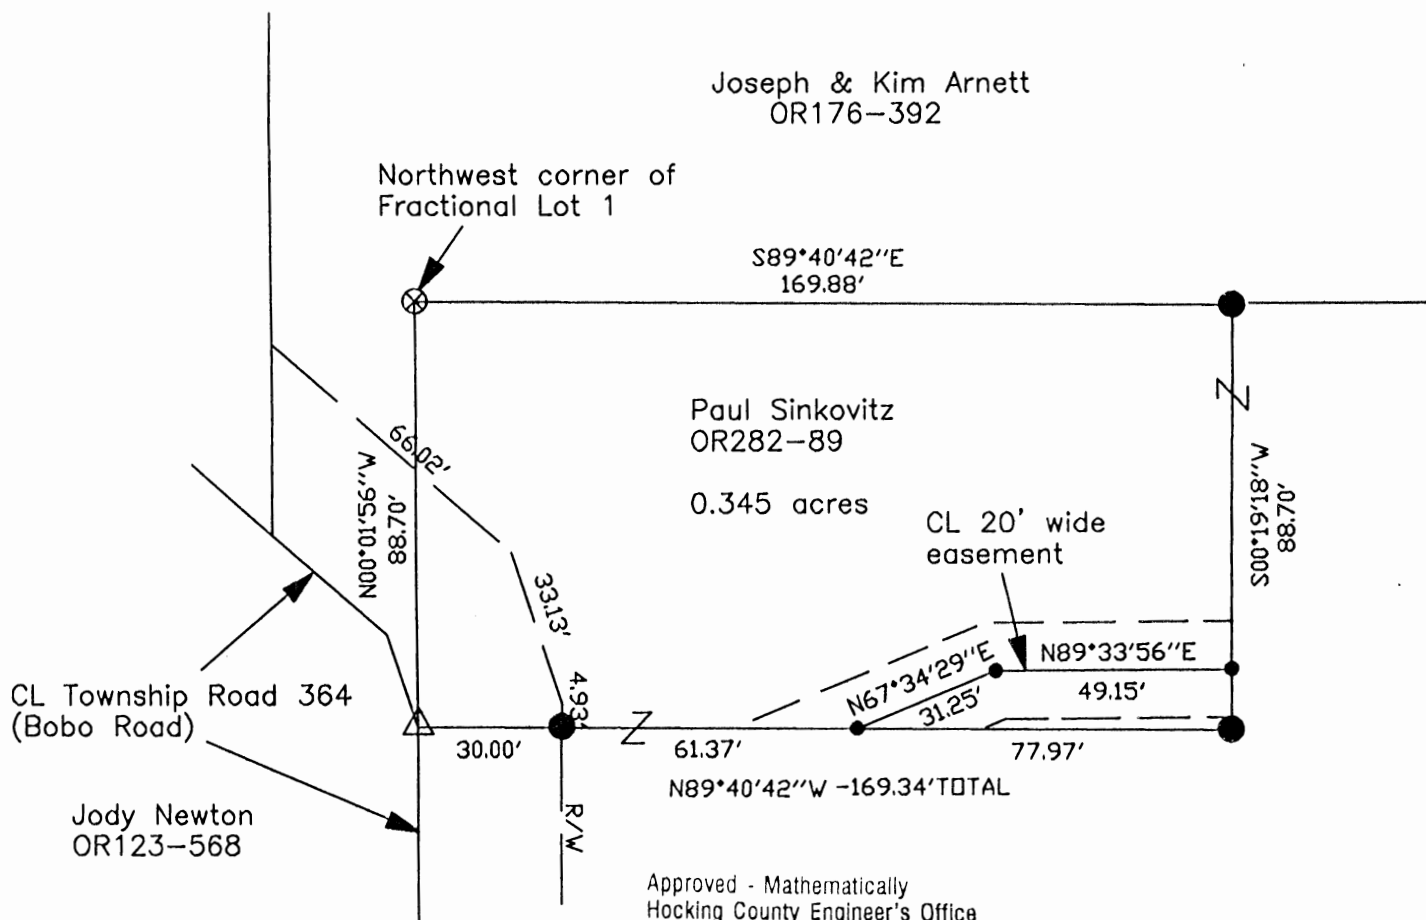 Joseph & Kim Arnett
OR176-392
Northwest corner of
Fractional Lot 1
S89°40'42"E
169.88'
Paul Sinkovitz
OR282-89
0.345 acres
66.02'
N00°01'56"W
88.70'
S00°19'18"W
88.70'
CL 20' wide
easement
33.13'
4.93'
N67°34'29"E
31.25'
N89°33'56"E
49.15'
CL Township Road 364
(Bobo Road)
30.00'
61.37'
77.97'
N89°40'42"W -169.34'TOTAL
R/W
Jody Newton
OR123-568
Approved - Mathematically
Hocking County Engineer's Office